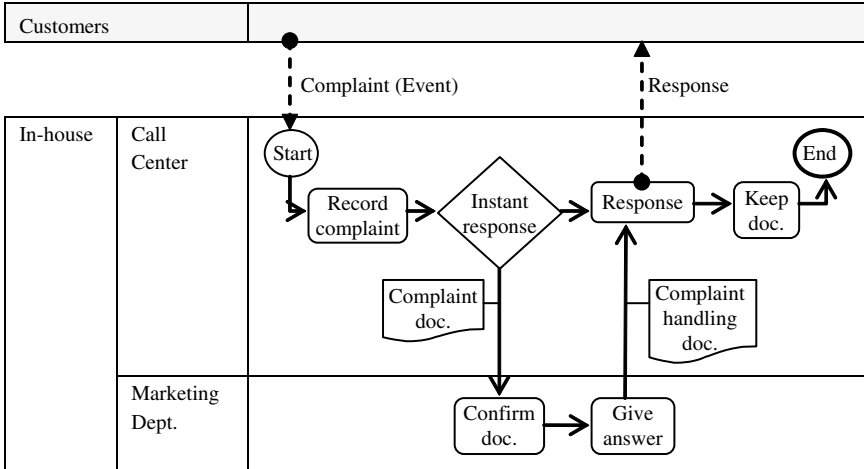 Customers
Complaint (Event)
Response
In-house
Call
Center
Start
End
Record
complaint
Instant
response
Response
Keep
doc.
Complaint
doc.
Complaint
handling
doc.
Marketing
Dept.
Confirm
doc.
Give
answer